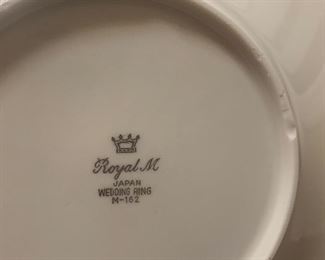 Royal M
JAPAN
WEDDING RING
M-162